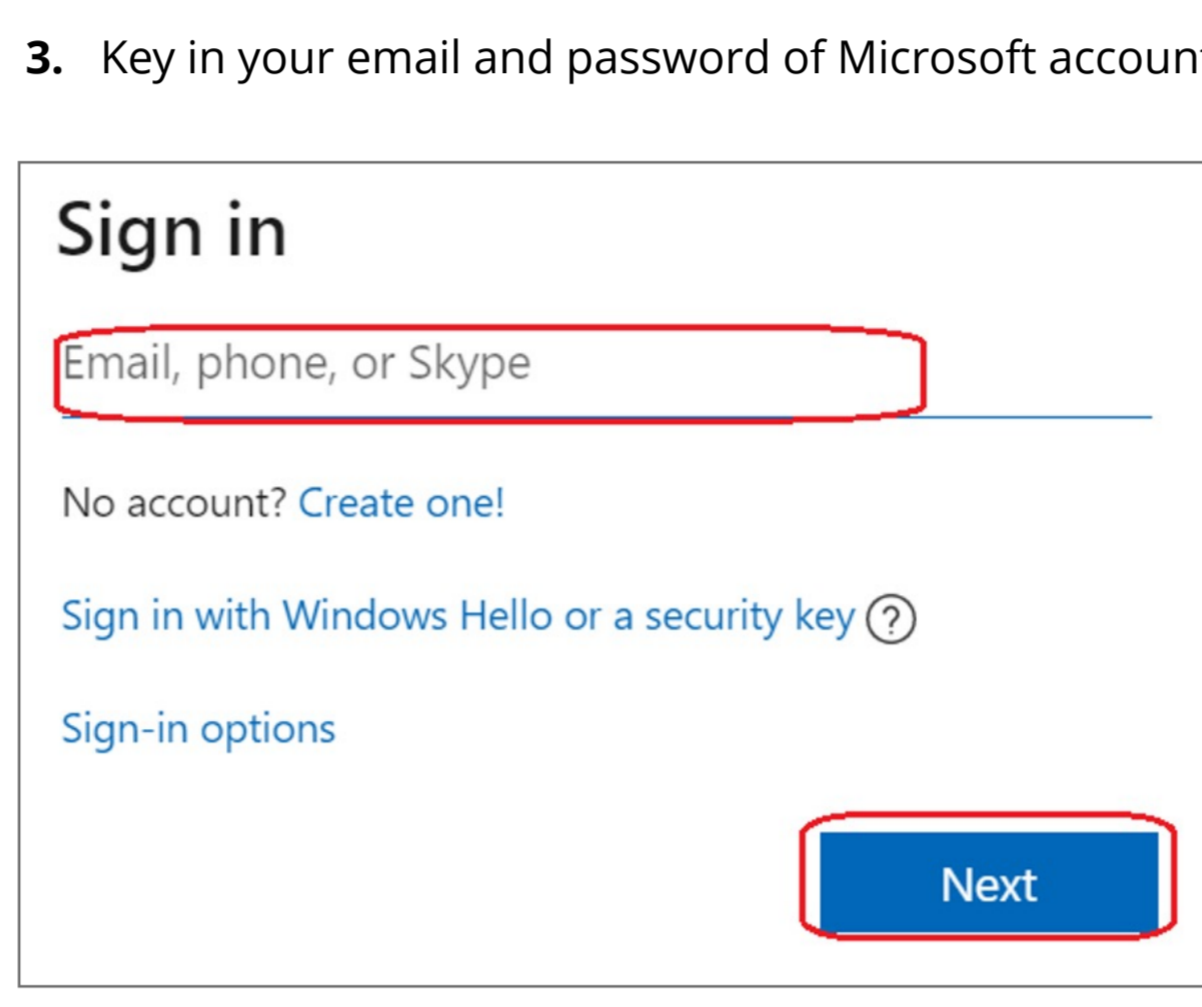 3. Key in your email and password of Microsoft account
Sign in
Email, phone, or Skype
No account? Create one!
Sign in with Windows Hello or a security key ?
Sign-in options
Next